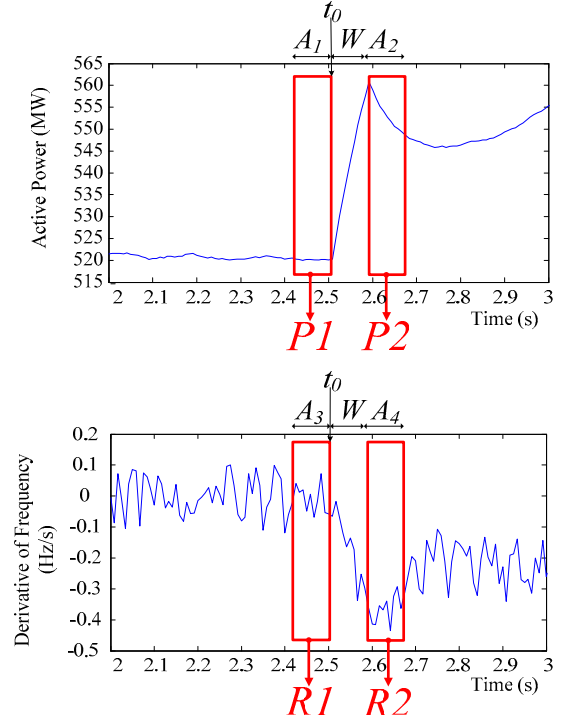 t0
A1 W A2
565
560
555
550
545
540
535
530
525
520
515
Active Power (MW)
2 2.1 2.2 2.3 2.4 2.5 2.6 2.7 2.8 2.9 3
Time (s)
P1 P2
t0
A3 W A4
0.2
0.1
0
-0.1
-0.2
-0.3
-0.4
-0.5
Derivative of Frequency
(Hz/s)
2 2.1 2.2 2.3 2.4 2.5 2.6 2.7 2.8 2.9 3
Time (s)
R1 R2